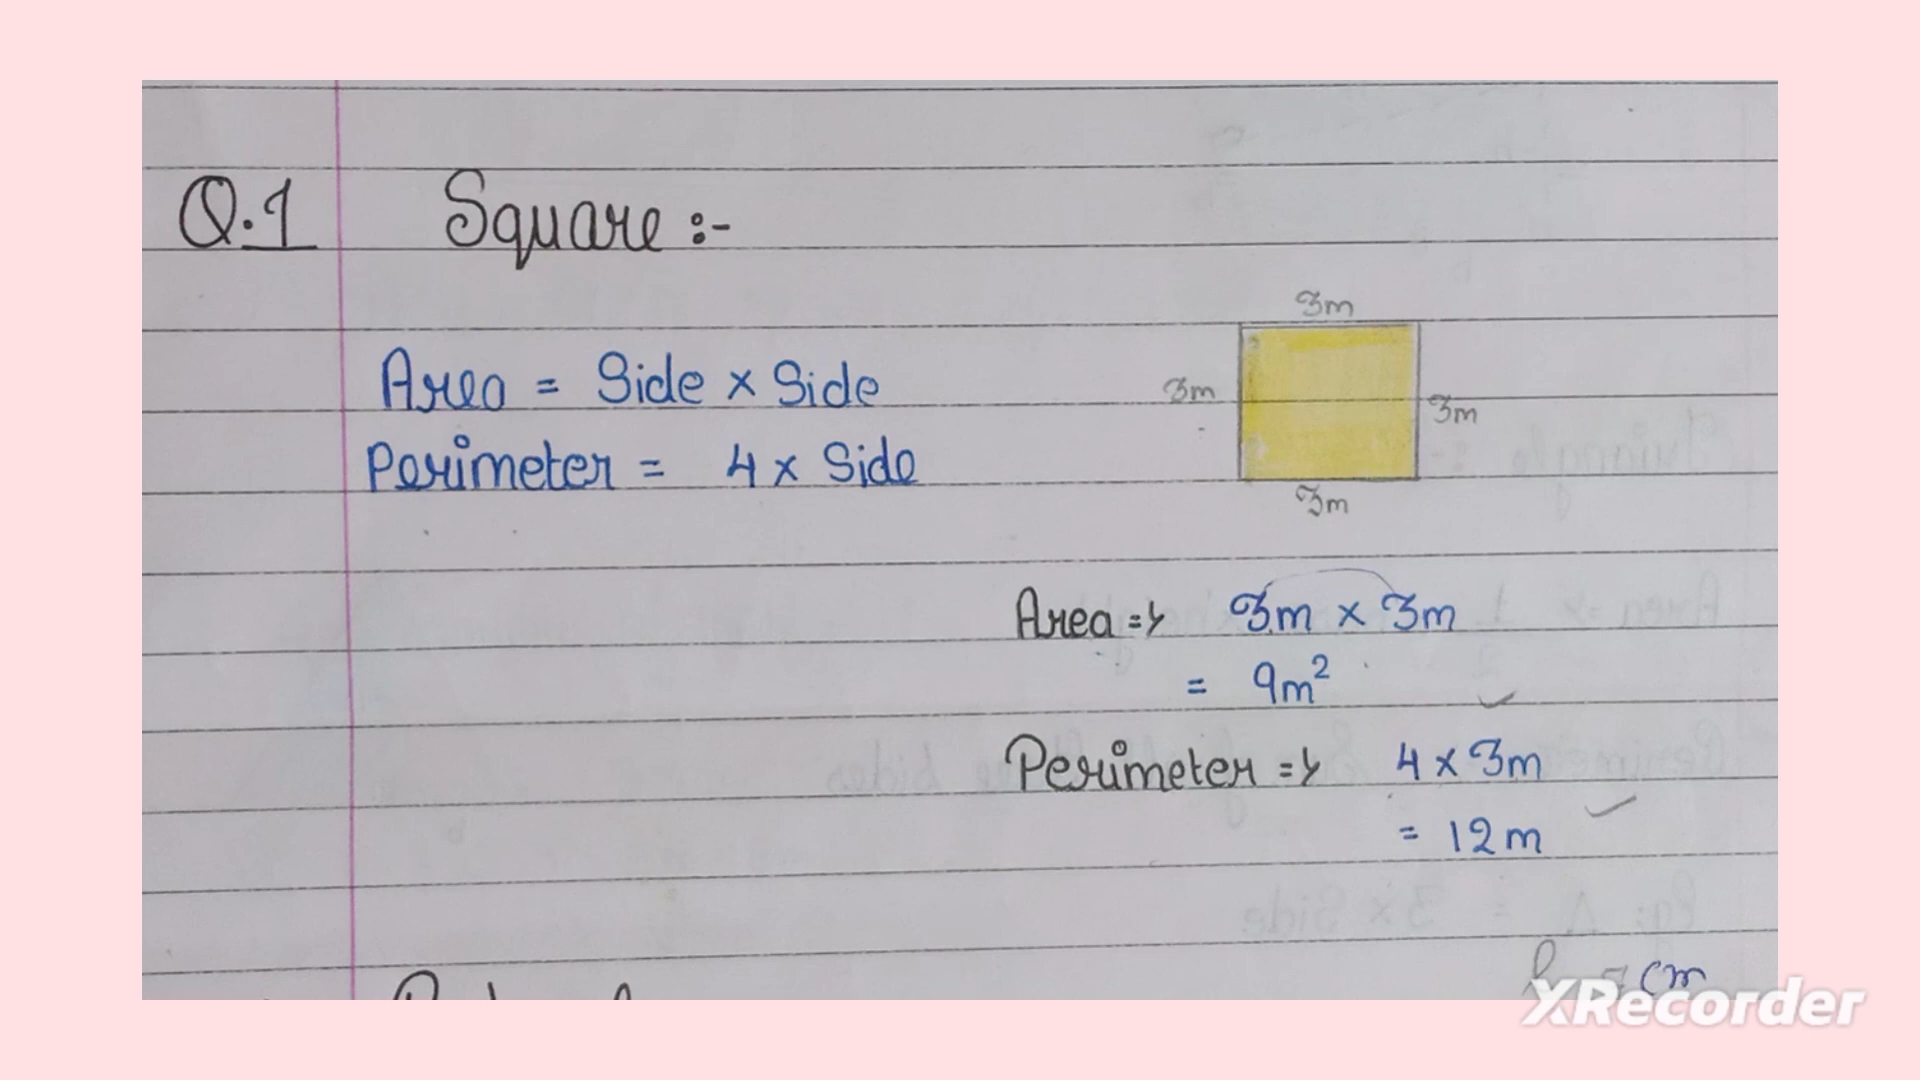 Q.1 Square :-
3m
Area = Side × Side
3m
3m
Perimeter = 4 × Side
3m
Area => 3m × 3m
= 9m²
Perimeter => 4 × 3m
= 12m
cm
XRecorder